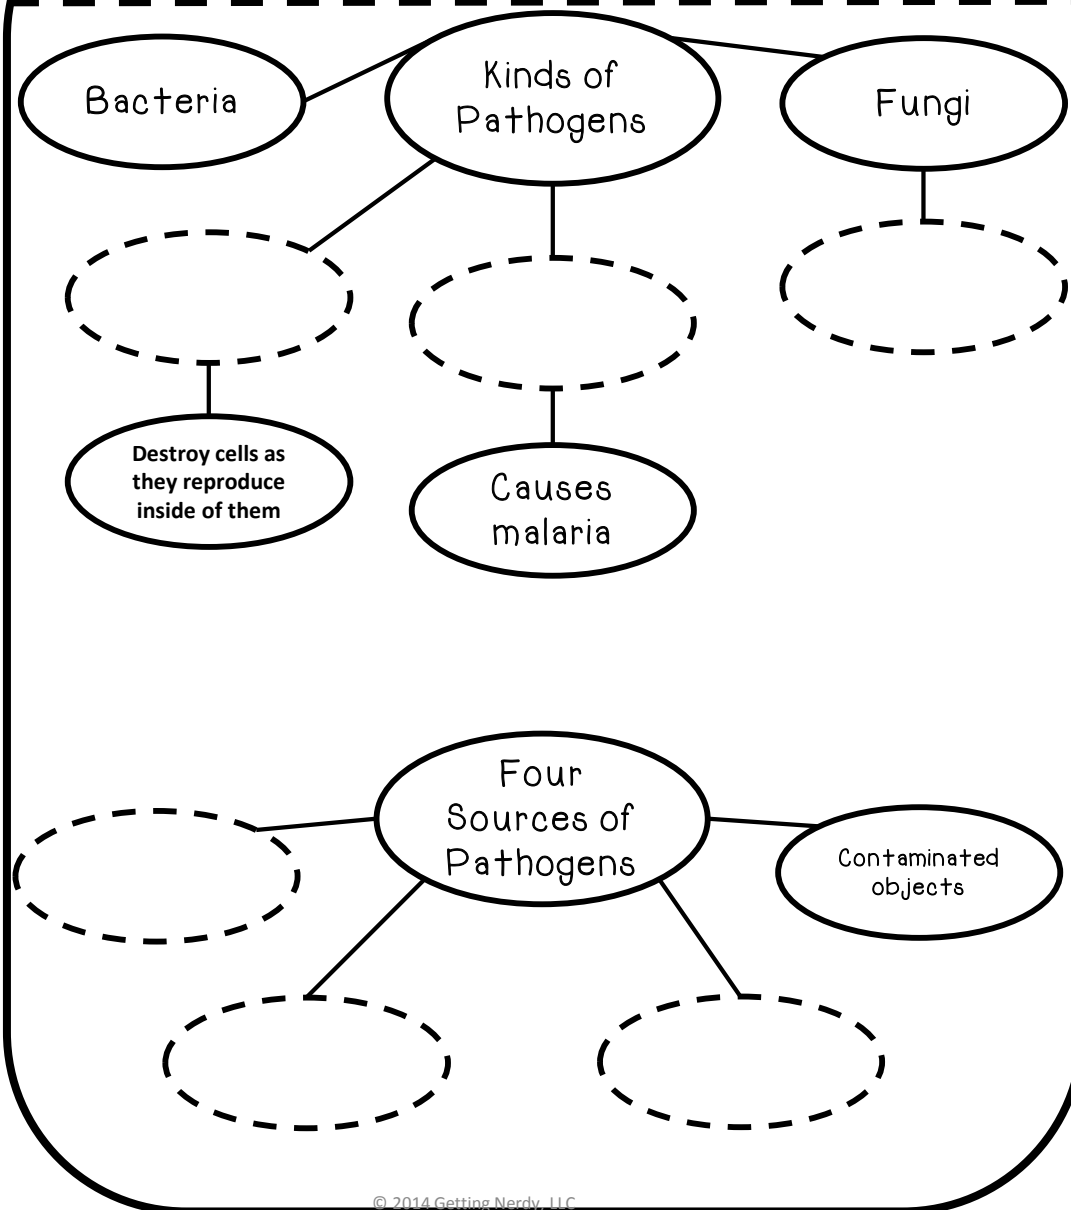 Bacteria
Kinds of
Pathogens
Fungi
Destroy cells as
they reproduce
inside of them
Causes
malaria
Four
Sources of
Pathogens
Contaminated
objects
© 2014 Getting Nerdy, LLC